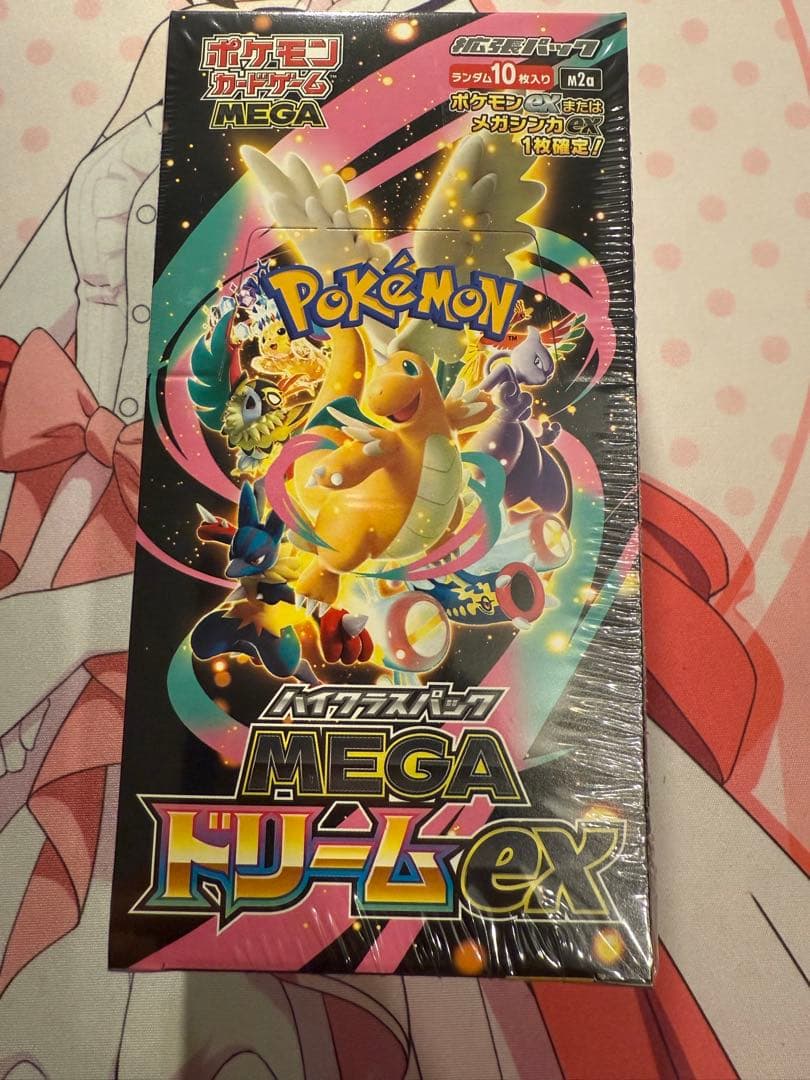 ポケモン
カードゲーム™
MEGA
拡張パック
ランダム10枚入り
M2a
ポケモンexまたは
メガシンカex
1枚確定!
POKéMON™
ハイクラスパック
MEGA
ドリームex